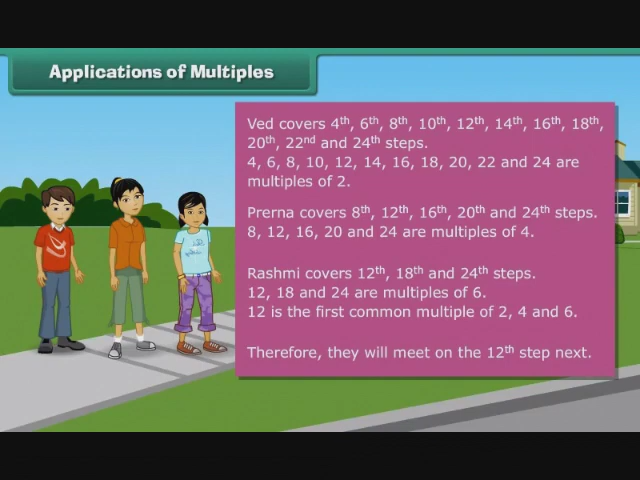 Applications of Multiples
Ved covers 4th, 6th, 8th, 10th, 12th, 14th, 16th, 18th,
20th, 22nd and 24th steps.
4, 6, 8, 10, 12, 14, 16, 18, 20, 22 and 24 are
multiples of 2.
Prerna covers 8th, 12th, 16th, 20th and 24th steps.
8, 12, 16, 20 and 24 are multiples of 4.
Rashmi covers 12th, 18th and 24th steps.
12, 18 and 24 are multiples of 6.
12 is the first common multiple of 2, 4 and 6.
Therefore, they will meet on the 12th step next.